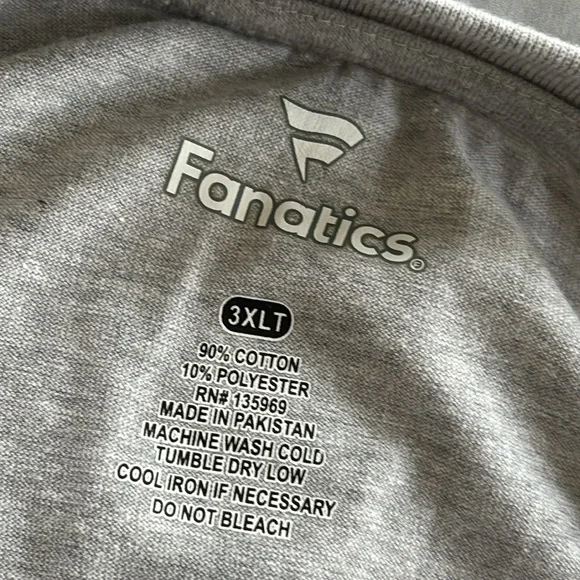 Fanatics®
3XLT
90% COTTON
10% POLYESTER
RN# 135969
MADE IN PAKISTAN
MACHINE WASH COLD
TUMBLE DRY LOW
COOL IRON IF NECESSARY
DO NOT BLEACH